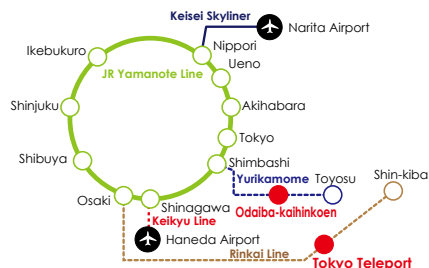 Keisei Skyliner
Narita Airport
Nippori
Ikebukuro
Ueno
JR Yamanote Line
Shinjuku
Akihabara
Tokyo
Shibuya
Shimbashi
Yurikamome
Toyosu
Shin-kiba
Osaki
Shinagawa
Odaiba-kaihinkoen
Keikyu Line
Haneda Airport
Rinkai Line
Tokyo Teleport